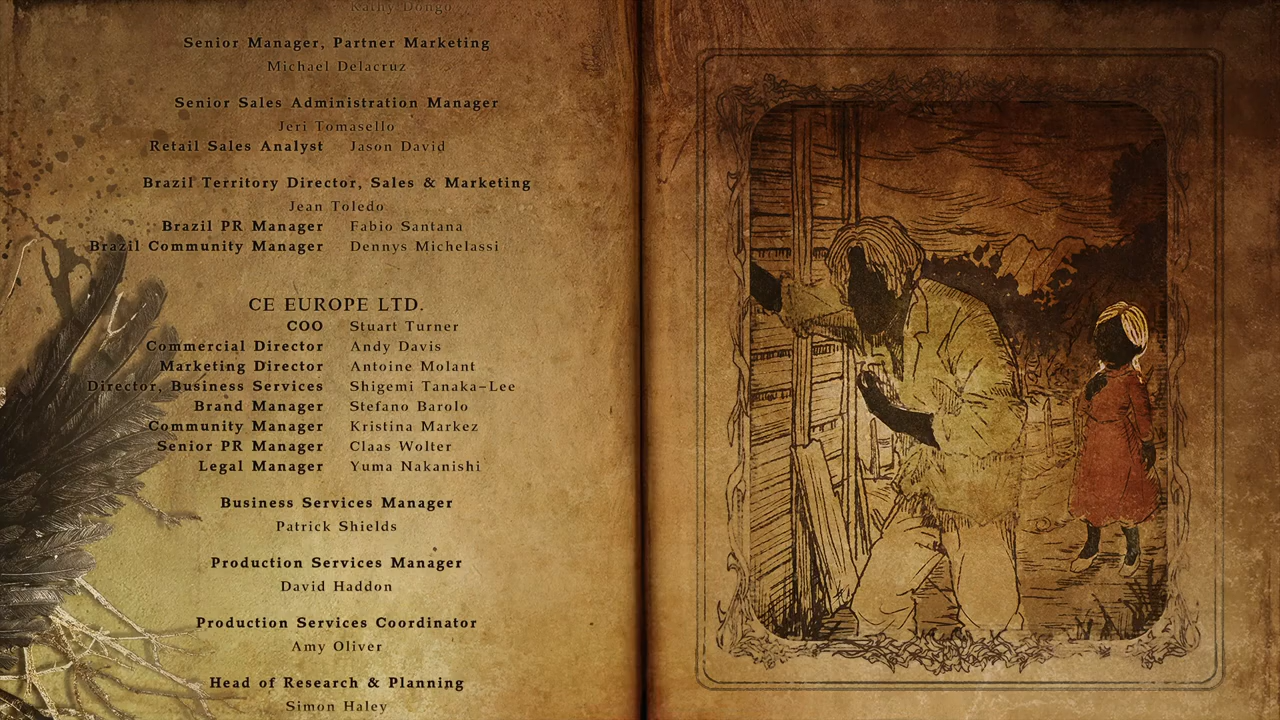 Kathy Dongo
Senior Manager, Partner Marketing
Michael Delacruz
Senior Sales Administration Manager
Jeri Tomasello
Retail Sales Analyst Jason David
Brazil Territory Director, Sales & Marketing
Jean Toledo
Brazil PR Manager Fabio Santana
Brazil Community Manager Dennys Michelassi
CE EUROPE LTD.
COO Stuart Turner
Commercial Director Andy Davis
Marketing Director Antoine Molant
Director, Business Services Shigemi Tanaka-Lee
Brand Manager Stefano Barolo
Community Manager Kristina Markez
Senior PR Manager Claas Wolter
Legal Manager Yuma Nakanishi
Business Services Manager
Patrick Shields
Production Services Manager
David Haddon
Production Services Coordinator
Amy Oliver
Head of Research & Planning
Simon Haley